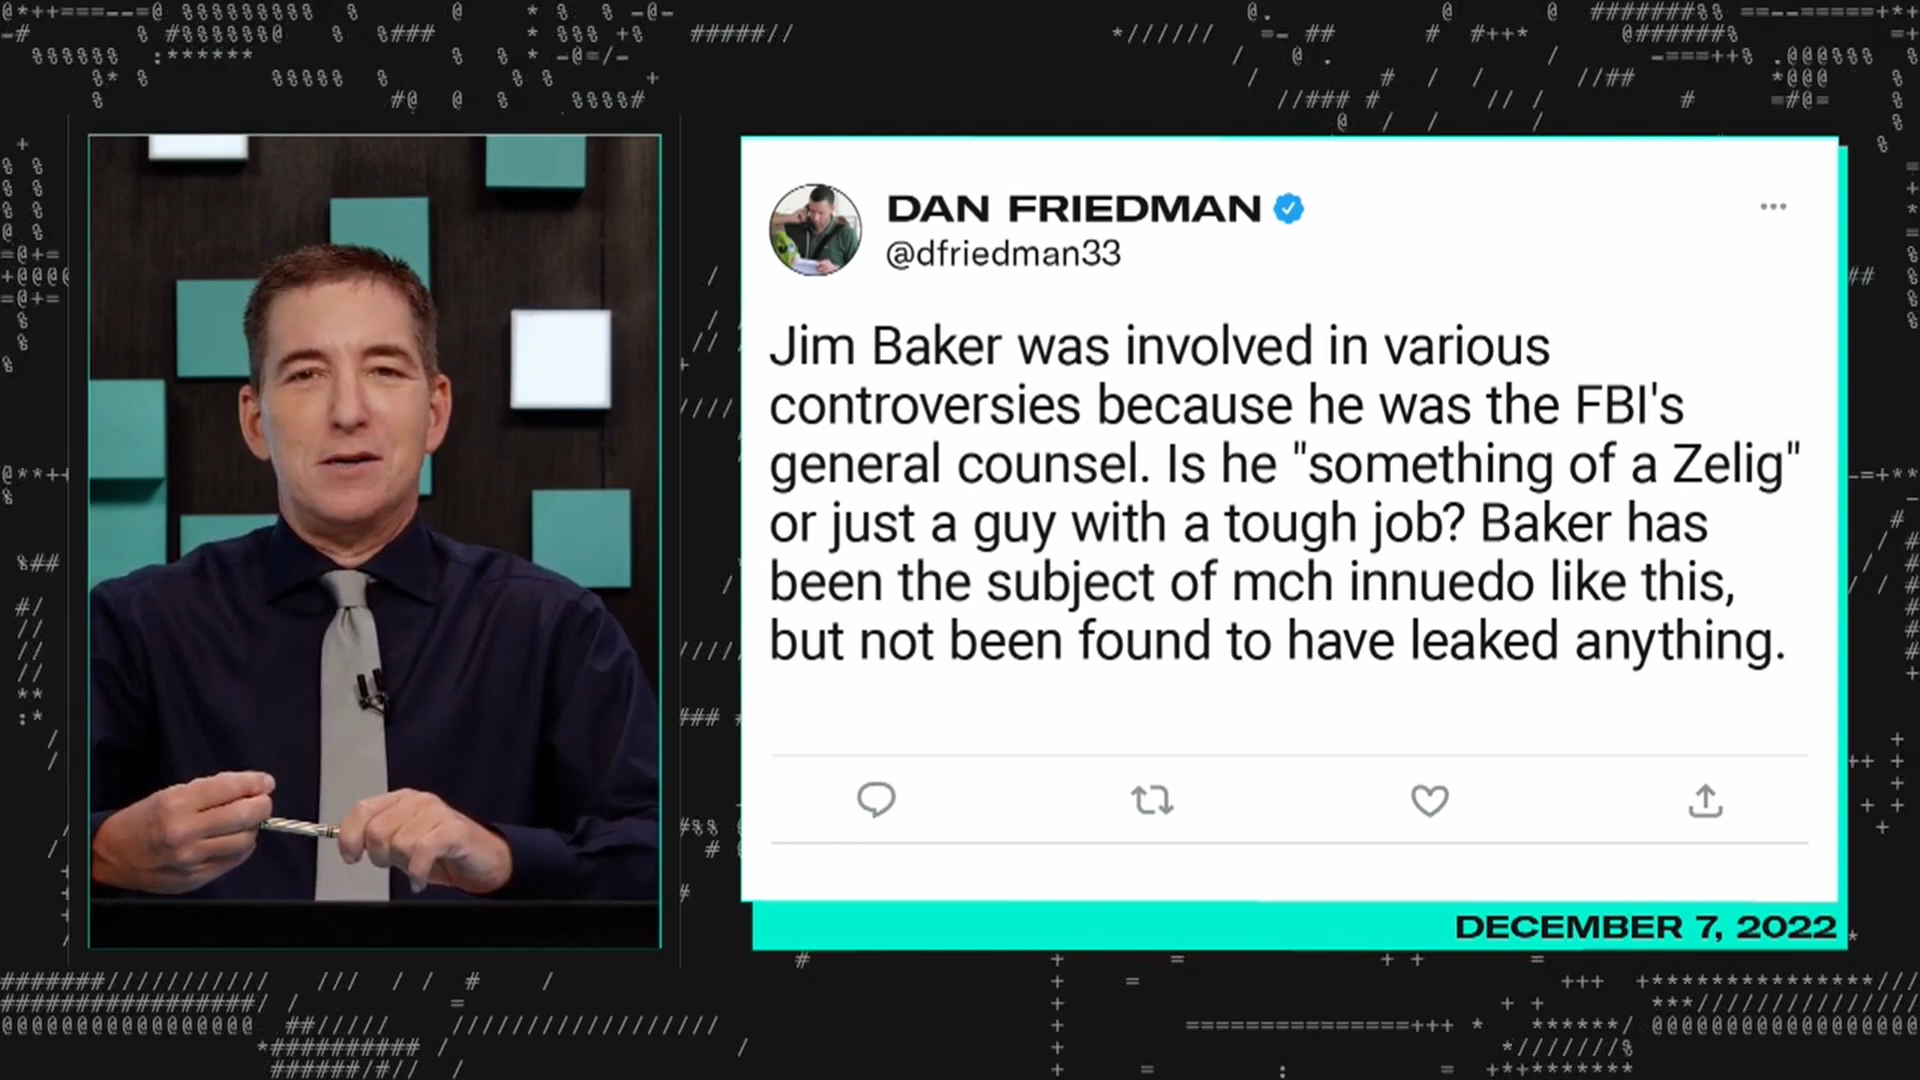 DAN FRIEDMAN
@dfriedman33
Jim Baker was involved in various
controversies because he was the FBI's
general counsel. Is he "something of a Zelig"
or just a guy with a tough job? Baker has
been the subject of mch innuedo like this,
but not been found to have leaked anything.
DECEMBER 7, 2022